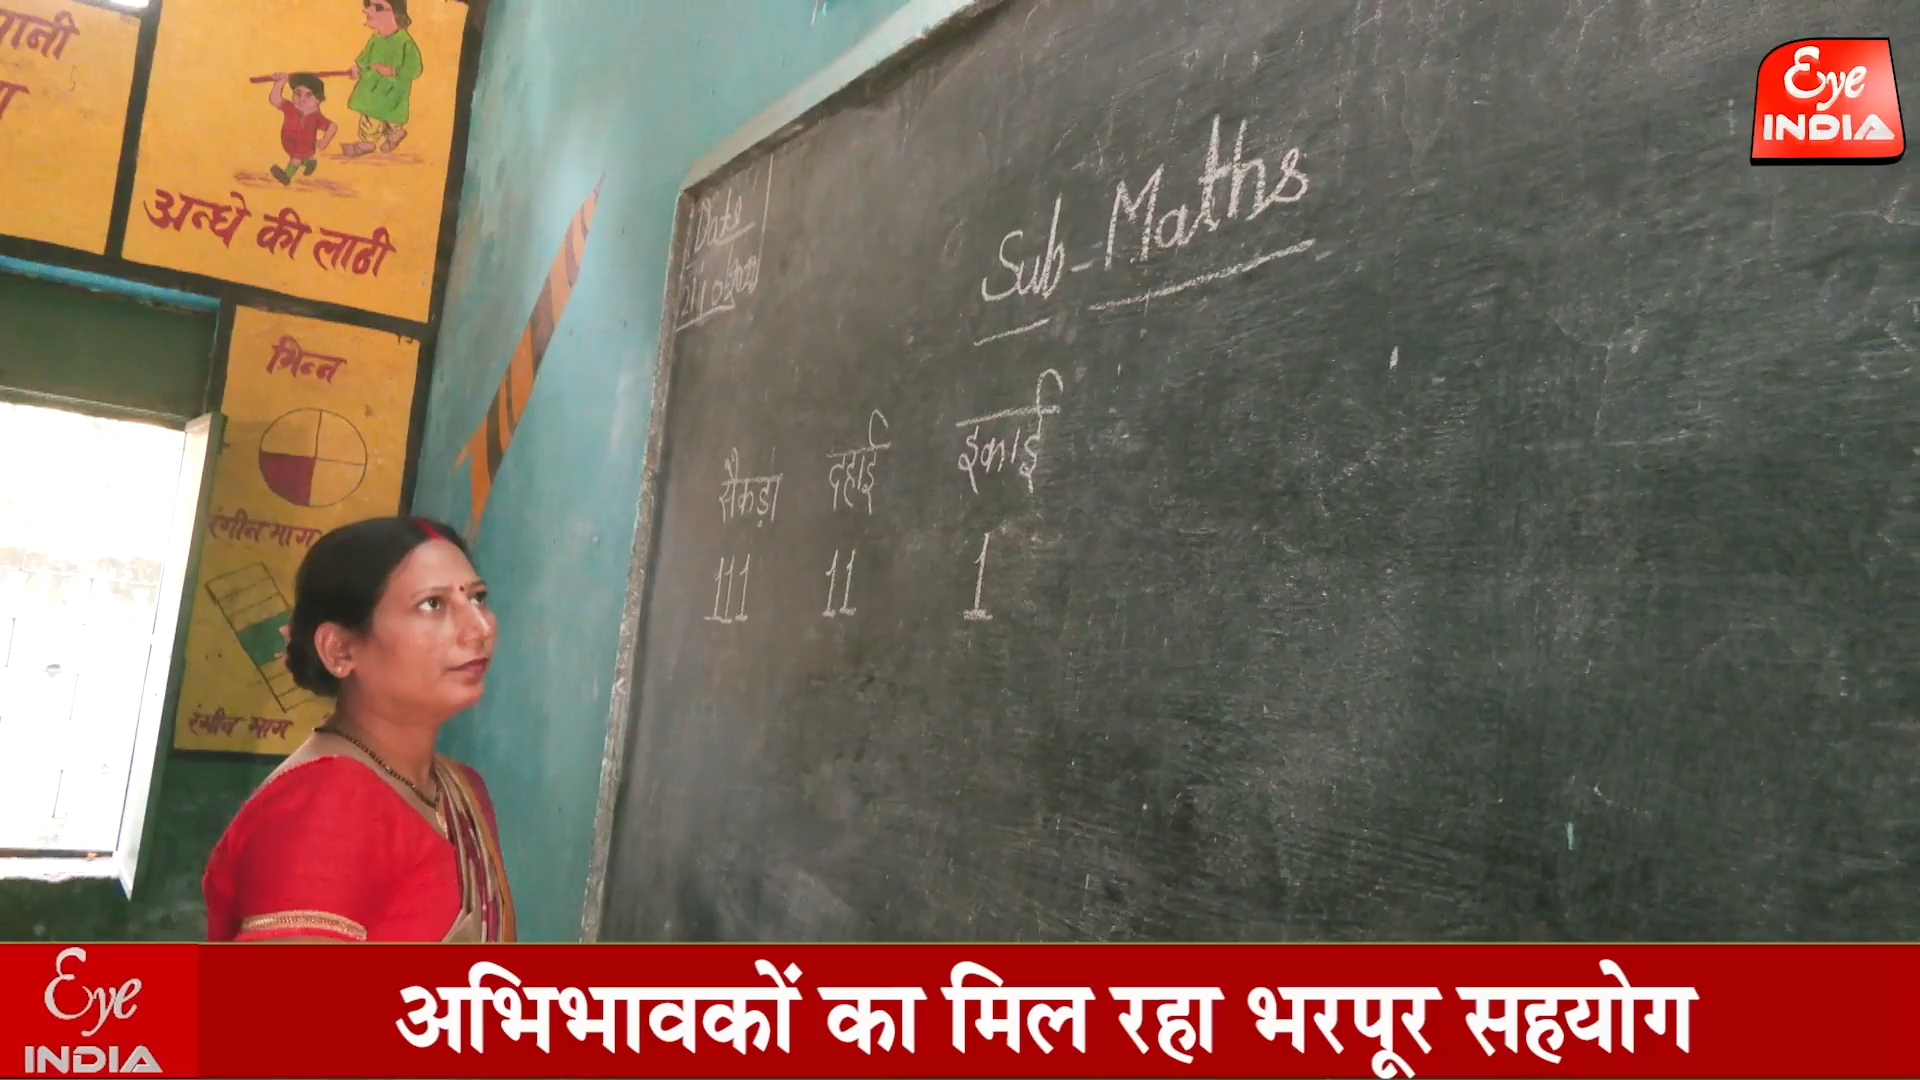 Eye
INDIA
अन्धे की लाठी
भिन्न
रंगीन भाग
रंगीन भाग
Date
Sub-Maths
सैकड़ा दहाई इकाई
111 11 1
Eye
INDIA
अभिभावकों का मिल रहा भरपूर सहयोग